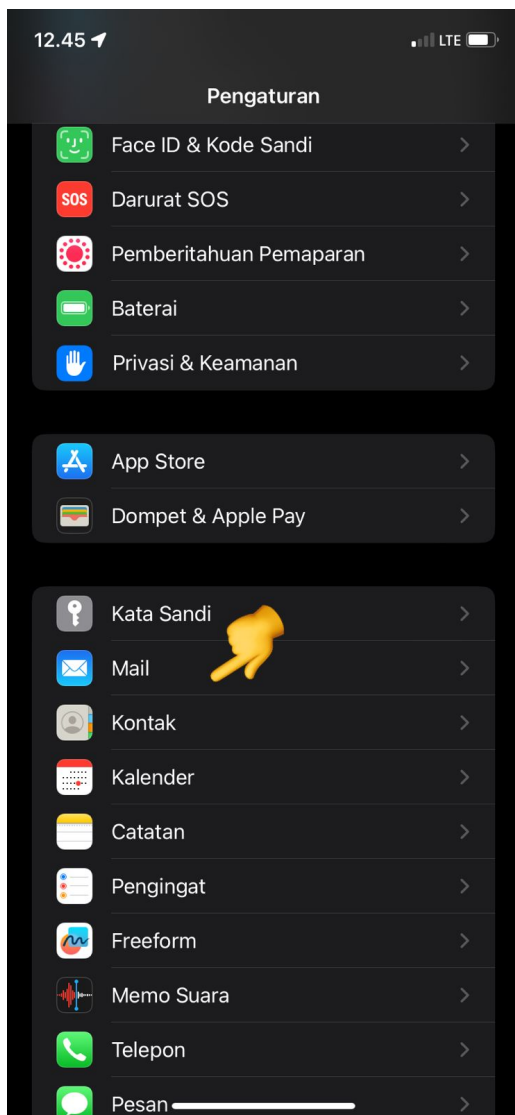 12.45
LTE
Pengaturan
Face ID & Kode Sandi
SOS
Darurat SOS
Pemberitahuan Pemaparan
Baterai
Privasi & Keamanan
App Store
Dompet & Apple Pay
Kata Sandi
Mail
Kontak
Kalender
Catatan
Pengingat
Freeform
Memo Suara
Telepon
Pesan